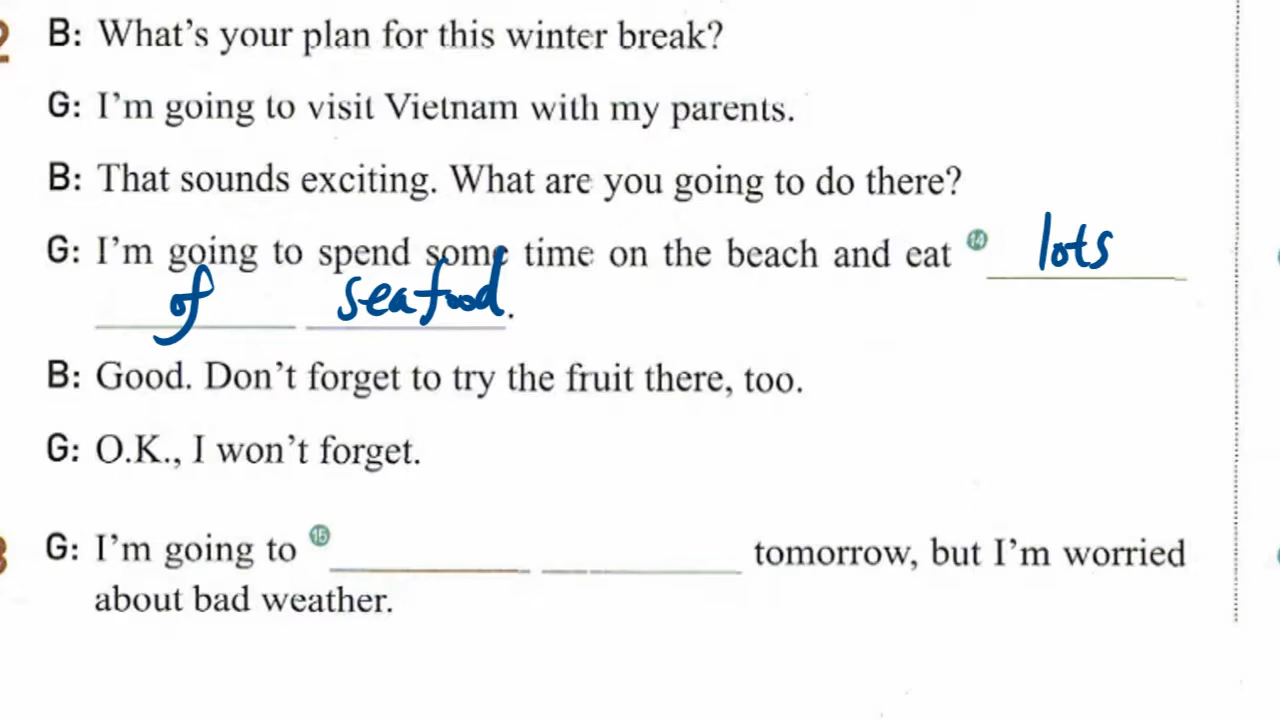 2 B: What's your plan for this winter break?
G: I'm going to visit Vietnam with my parents.
B: That sounds exciting. What are you going to do there?
G: I'm going to spend some time on the beach and eat 14 lots
of seafood.
B: Good. Don't forget to try the fruit there, too.
G: O.K., I won't forget.
3 G: I'm going to 15 ______ ______ tomorrow, but I'm worried
about bad weather.